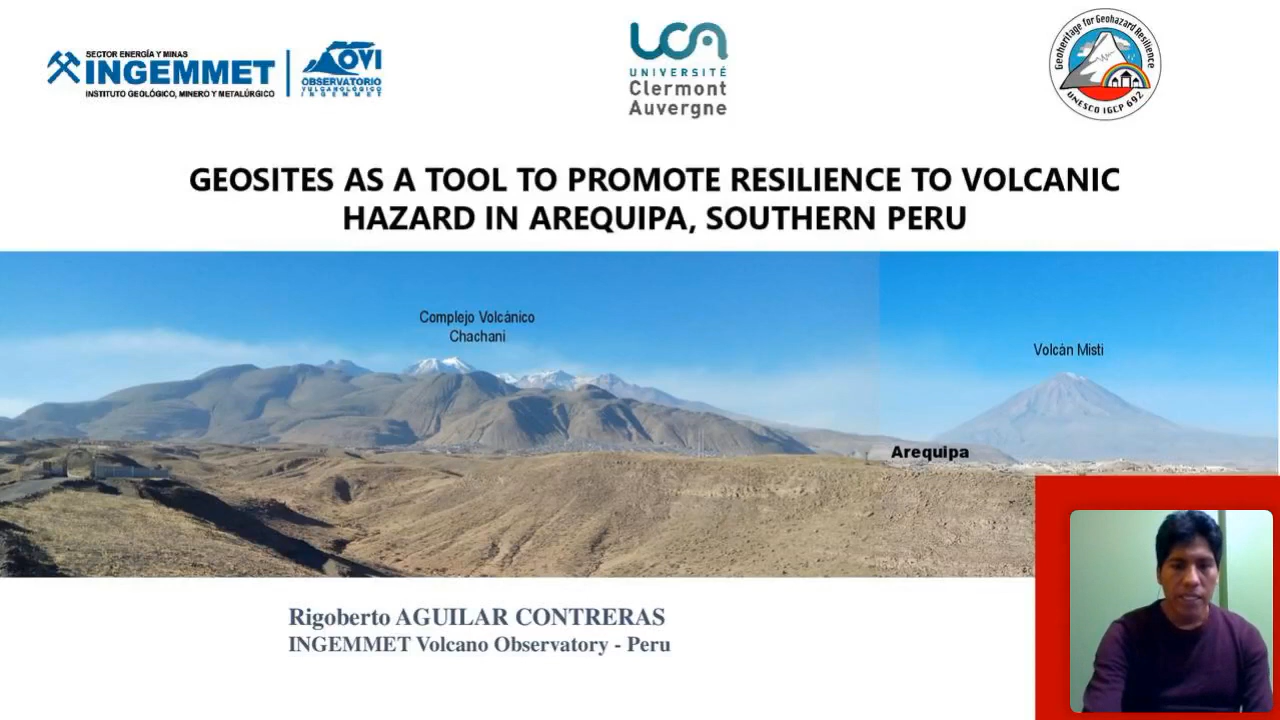 SECTOR ENERGÍA Y MINAS
INGEMMET
INSTITUTO GEOLÓGICO, MINERO Y METALÚRGICO
OVI
OBSERVATORIO
VULCANOLÓGICO
INGEMMET
UCA
UNIVERSITÉ
Clermont
Auvergne
Geoheritage for Geohazard Resilience
UNESCO IGCP 692
GEOSITES AS A TOOL TO PROMOTE RESILIENCE TO VOLCANIC
HAZARD IN AREQUIPA, SOUTHERN PERU
Complejo Volcánico
Chachani
Volcán Misti
Arequipa
Rigoberto AGUILAR CONTRERAS
INGEMMET Volcano Observatory - Peru